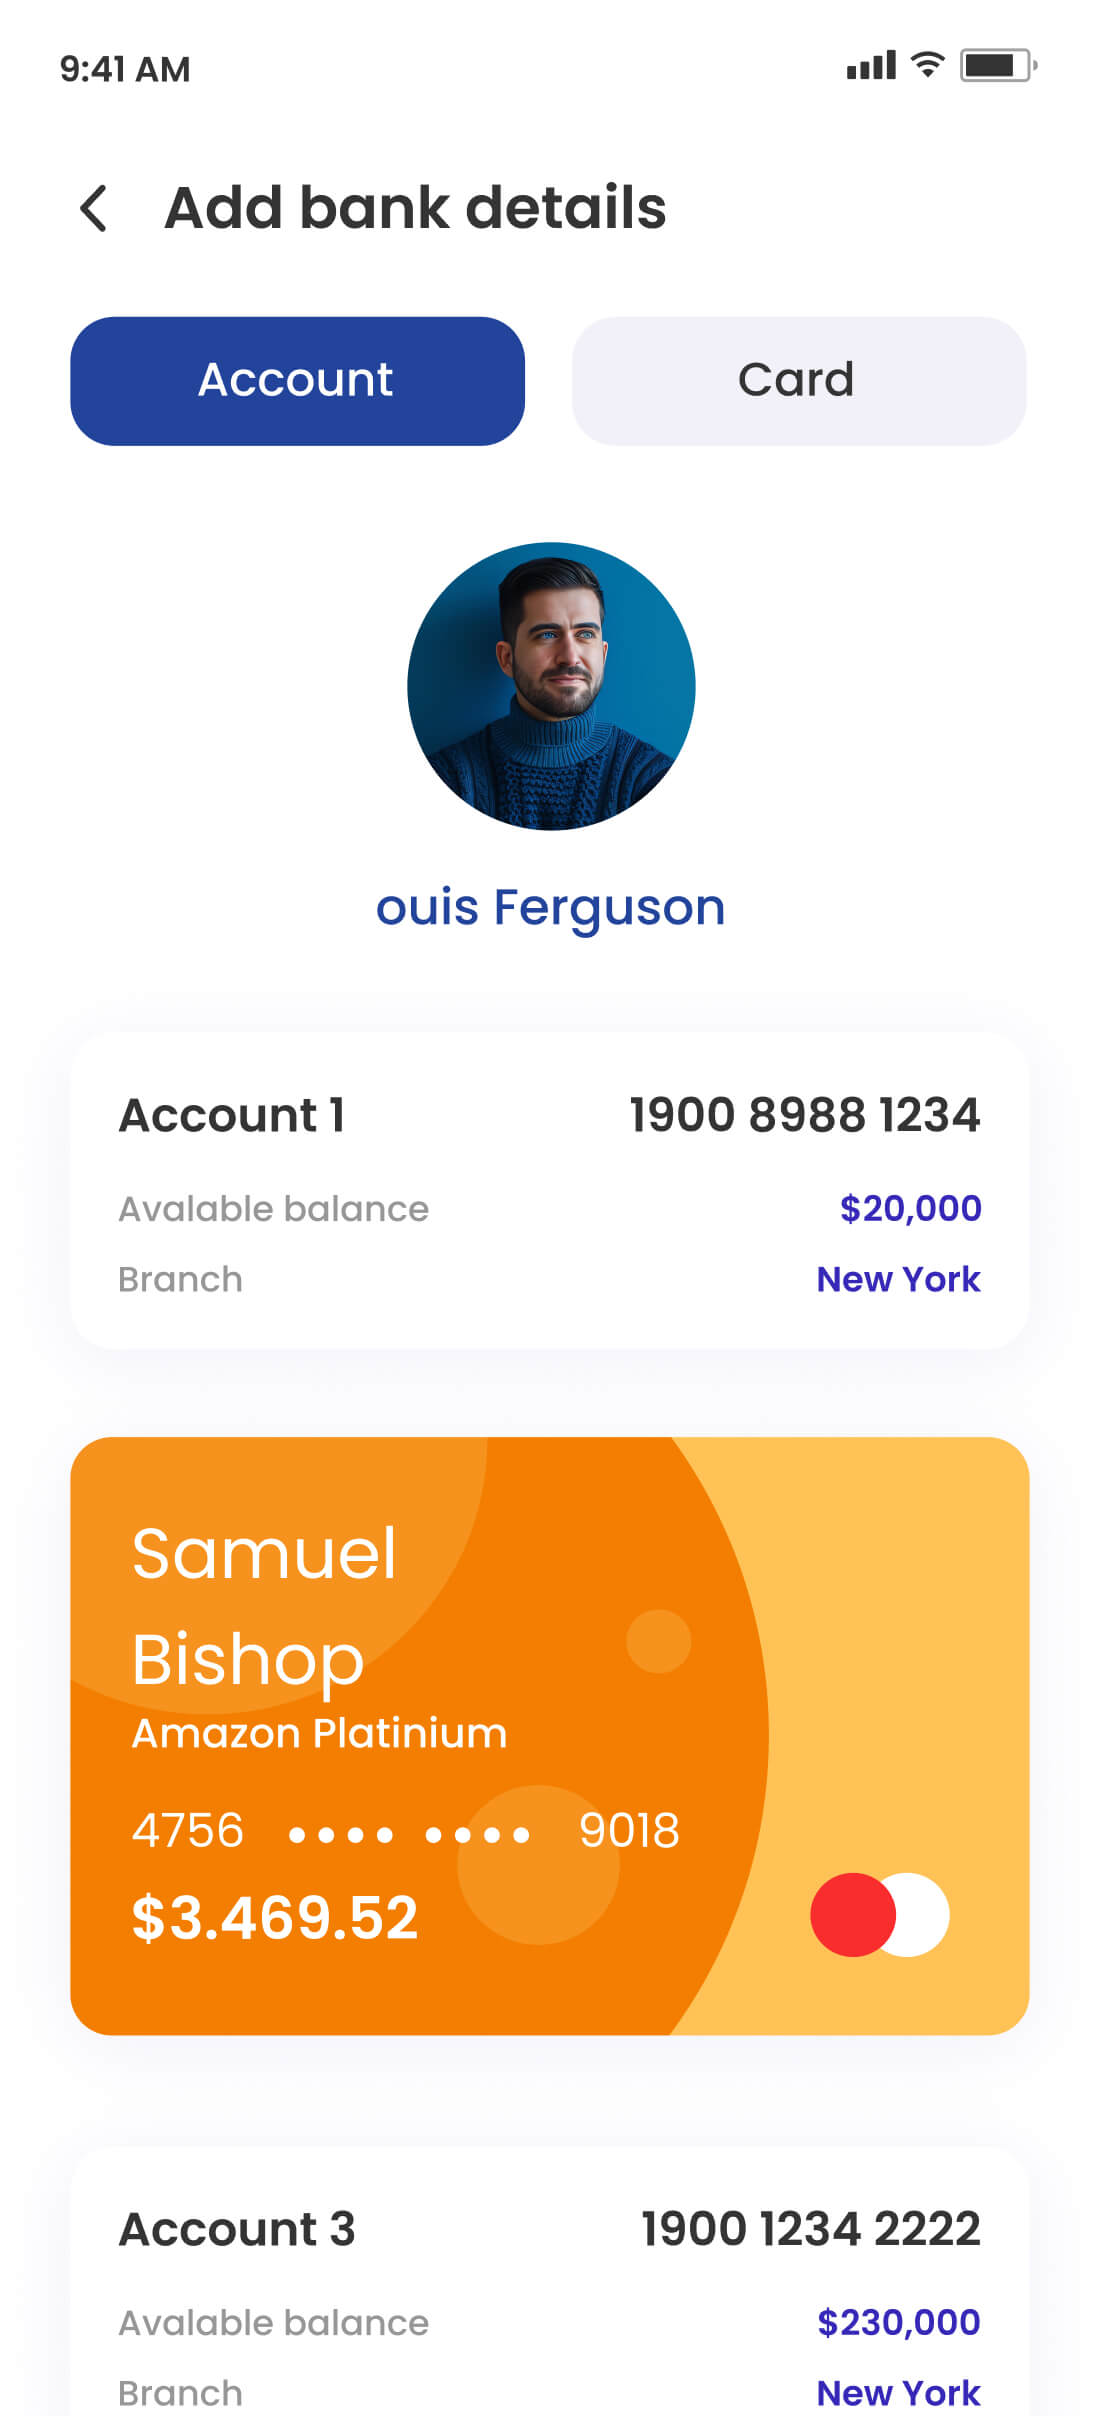 9:41 AM
Add bank details
Account
Card
ouis Ferguson
Account 1
1900 8988 1234
Avalable balance
$20,000
Branch
New York
Samuel
Bishop
Amazon Platinium
4756 •••• •••• 9018
$3.469.52
Account 3
1900 1234 2222
Avalable balance
$230,000
Branch
New York